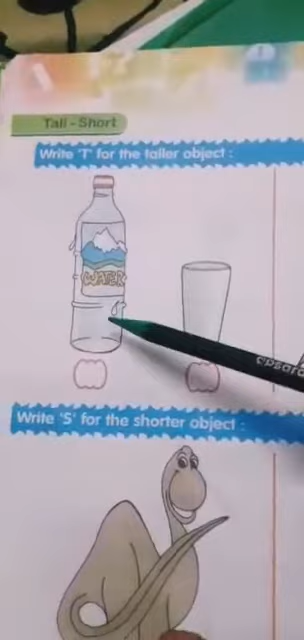 Tall - Short
Write 'T' for the taller object :
WATER
Write 'S' for the shorter object :